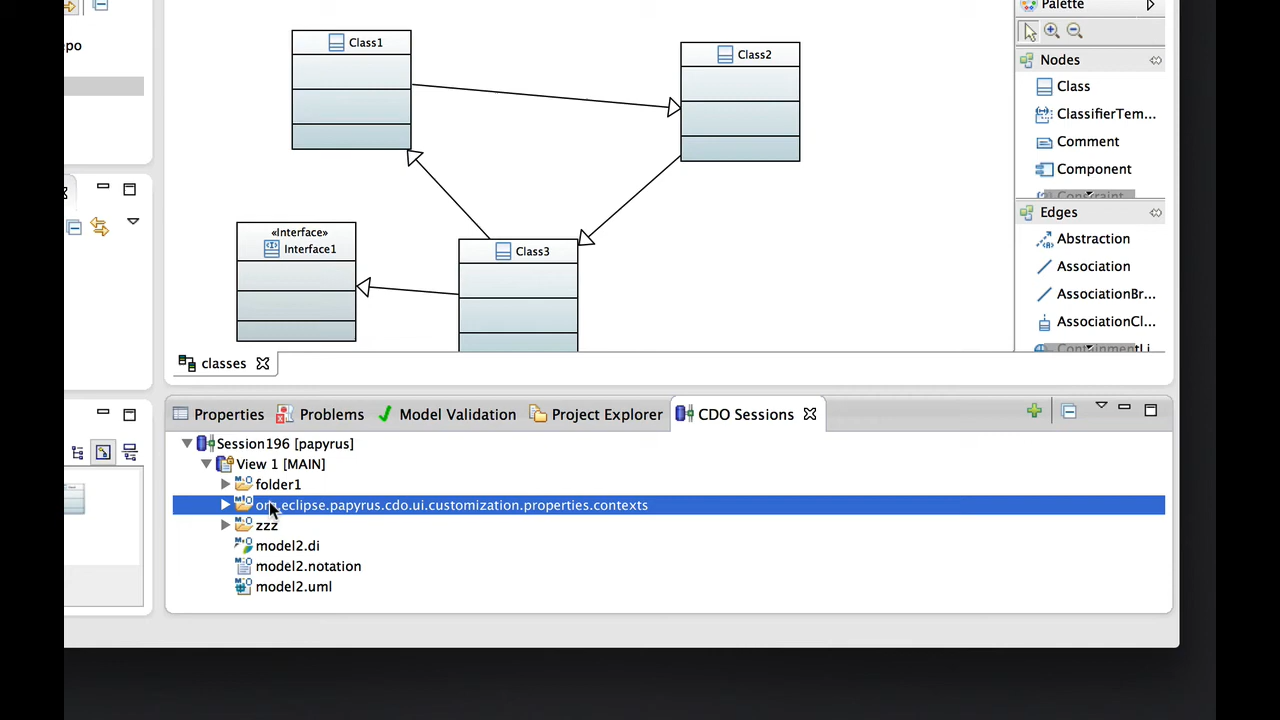 epo
Class1
Class2
«Interface»
Interface1
Class3
Palette
Nodes
Class
ClassifierTem...
Comment
Component
Edges
Abstraction
Association
AssociationBr...
AssociationCl...
classes
Properties
Problems
Model Validation
Project Explorer
CDO Sessions
Session196 [papyrus]
View 1 [MAIN]
folder1
org.eclipse.papyrus.cdo.ui.customization.properties.contexts
zzz
model2.di
model2.notation
model2.uml